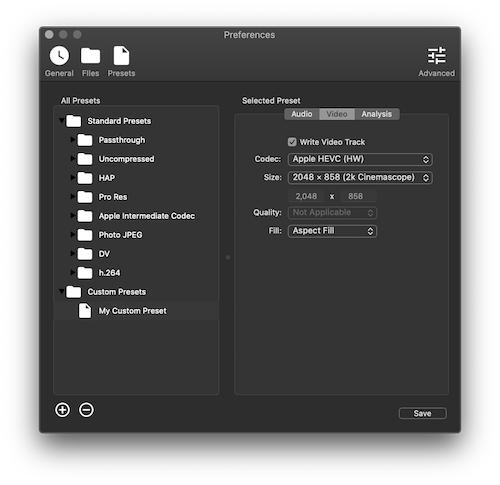 Preferences
General Files Presets Advanced
All Presets
Standard Presets
Passthrough
Uncompressed
HAP
Pro Res
Apple Intermediate Codec
Photo JPEG
DV
h.264
Custom Presets
My Custom Preset
Selected Preset
Audio Video Analysis
Write Video Track
Codec: Apple HEVC (HW)
Size: 2048 × 858 (2k Cinemascope)
2,048 x 858
Quality: Not Applicable
Fill: Aspect Fill
Save